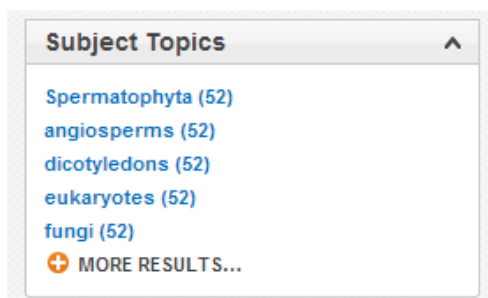 Subject Topics
Spermatophyta (52)
angiosperms (52)
dicotyledons (52)
eukaryotes (52)
fungi (52)
MORE RESULTS...